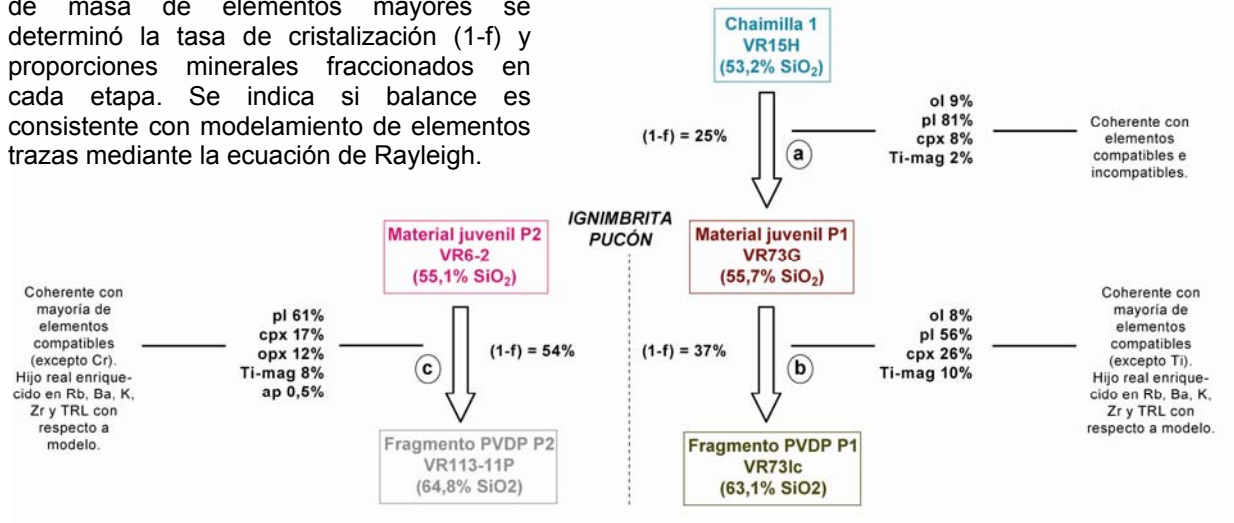 de masa de elementos mayores se
determinó la tasa de cristalización (1-f) y
proporciones minerales fraccionados en
cada etapa. Se indica si balance es
consistente con modelamiento de elementos
trazas mediante la ecuación de Rayleigh.
Chaimilla 1
VR15H
(53,2% SiO₂)
(1-f) = 25%
a
ol 9%
pl 81%
cpx 8%
Ti-mag 2%
Coherente con
elementos
compatibles e
incompatibles.
IGNIMBRITA
PUCÓN
Material juvenil P2
VR6-2
(55,1% SiO₂)
Material juvenil P1
VR73G
(55,7% SiO₂)
Coherente con
mayoría de
elementos
compatibles
(excepto Cr).
Hijo real enrique-
cido en Rb, Ba, K,
Zr y TRL con
respecto a
modelo.
pl 61%
cpx 17%
opx 12%
Ti-mag 8%
ap 0,5%
c
(1-f) = 54%
(1-f) = 37%
b
ol 8%
pl 56%
cpx 26%
Ti-mag 10%
Coherente con
mayoría de
elementos
compatibles
(excepto Ti).
Hijo real enrique-
cido en Rb, Ba, K,
Zr y TRL con
respecto a modelo.
Fragmento PVDP P2
VR113-11P
(64,8% SiO2)
Fragmento PVDP P1
VR73Ic
(63,1% SiO2)